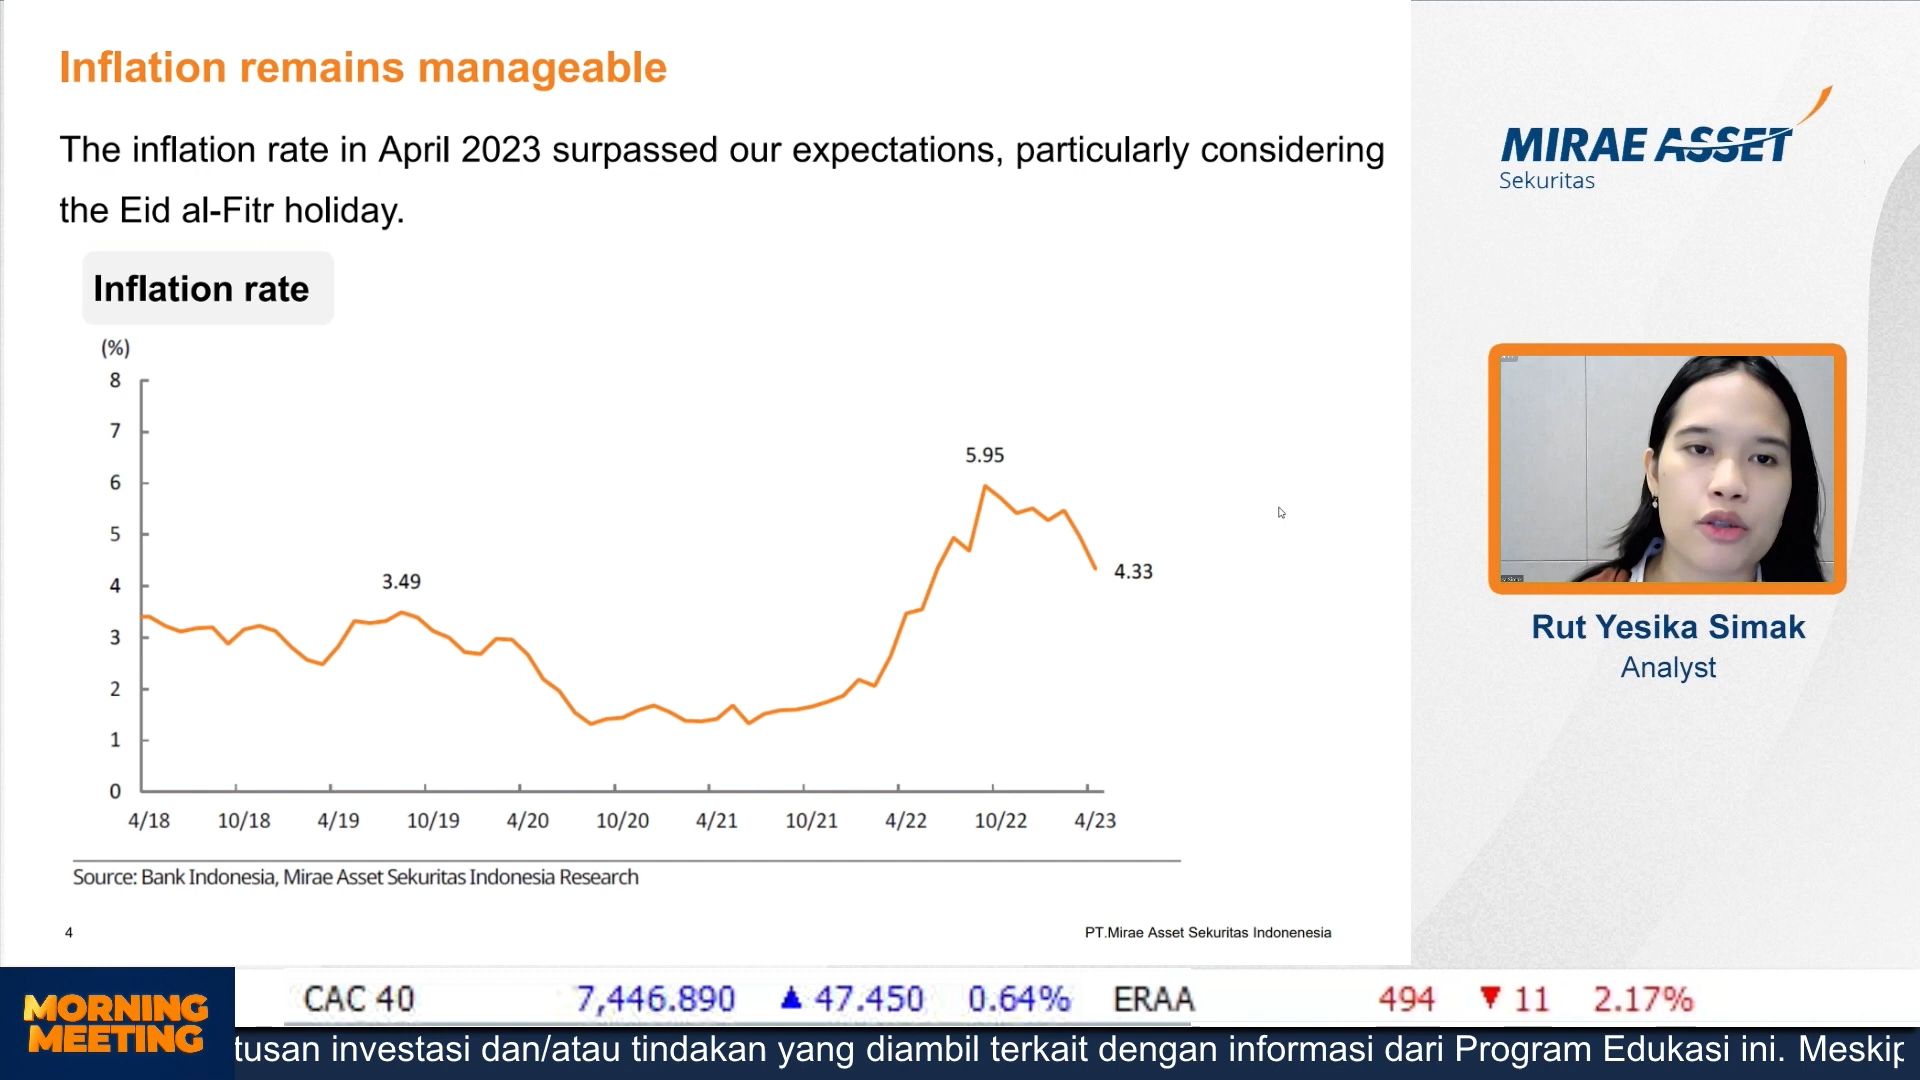 Inflation remains manageable
The inflation rate in April 2023 surpassed our expectations, particularly considering
the Eid al-Fitr holiday.
Inflation rate
(%)
8
7
6
5
4
3
2
1
0
3.49
5.95
4.33
4/18 10/18 4/19 10/19 4/20 10/20 4/21 10/21 4/22 10/22 4/23
Source: Bank Indonesia, Mirae Asset Sekuritas Indonesia Research
4
PT.Mirae Asset Sekuritas Indonenesia
MIRAE ASSET
Sekuritas
Rut Yesika Simak
Analyst
MORNING
MEETING
CAC 40 7,446.890 ▲ 47.450 0.64% ERAA 494 ▼ 11 2.17%
tusan investasi dan/atau tindakan yang diambil terkait dengan informasi dari Program Edukasi ini. Meskip